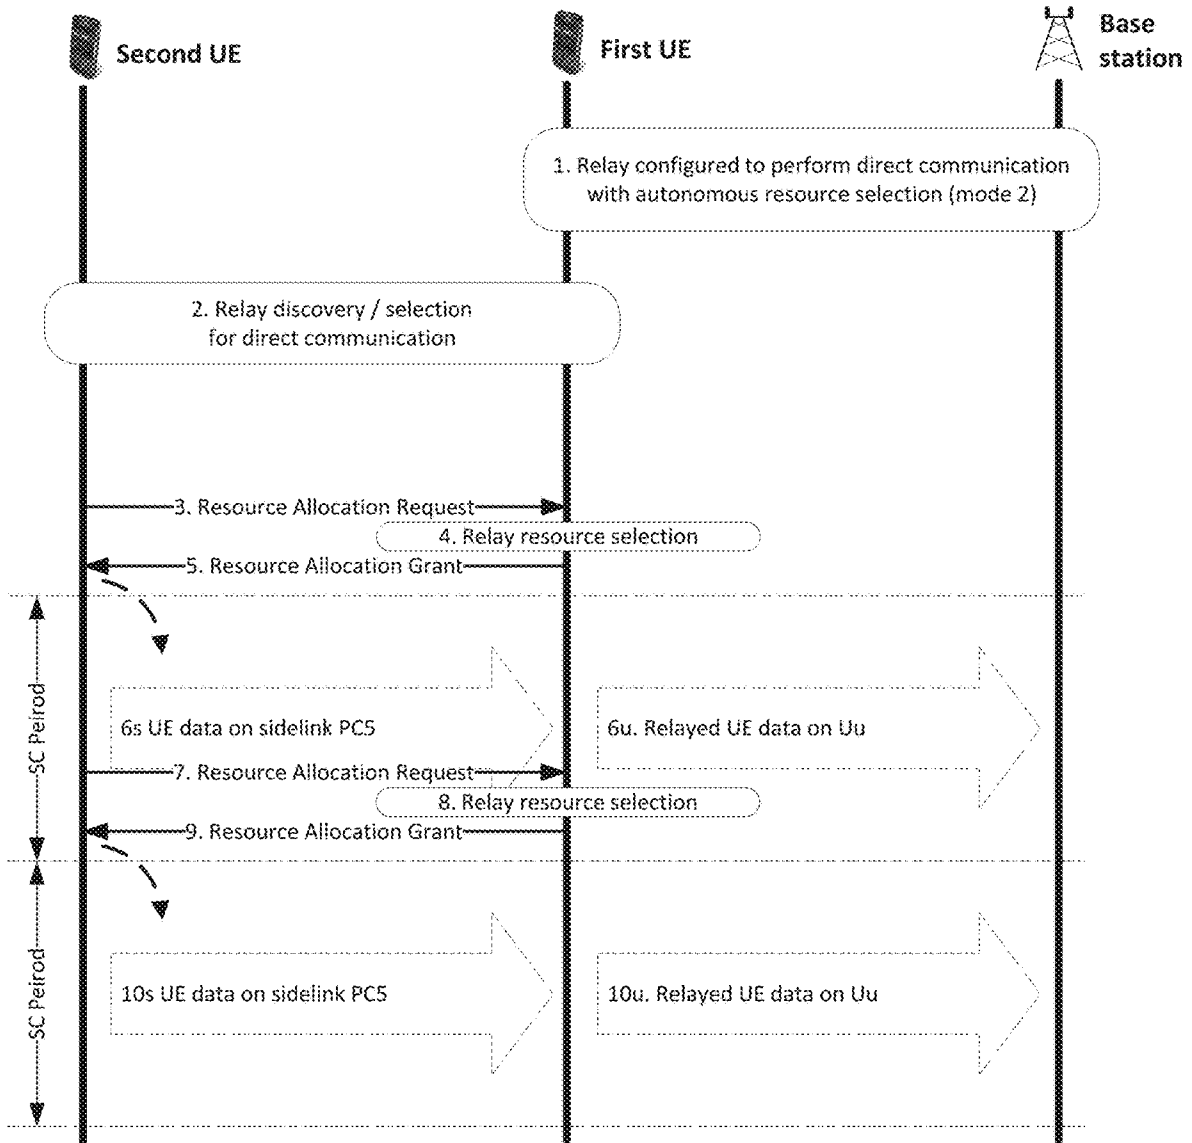 Second UE
First UE
Base
station
1. Relay configured to perform direct communication
with autonomous resource selection (mode 2)
2. Relay discovery / selection
for direct communication
3. Resource Allocation Request
4. Relay resource selection
5. Resource Allocation Grant
SC Peirod
6s UE data on sidelink PC5
6u. Relayed UE data on Uu
7. Resource Allocation Request
8. Relay resource selection
9. Resource Allocation Grant
SC Peirod
10s UE data on sidelink PC5
10u. Relayed UE data on Uu